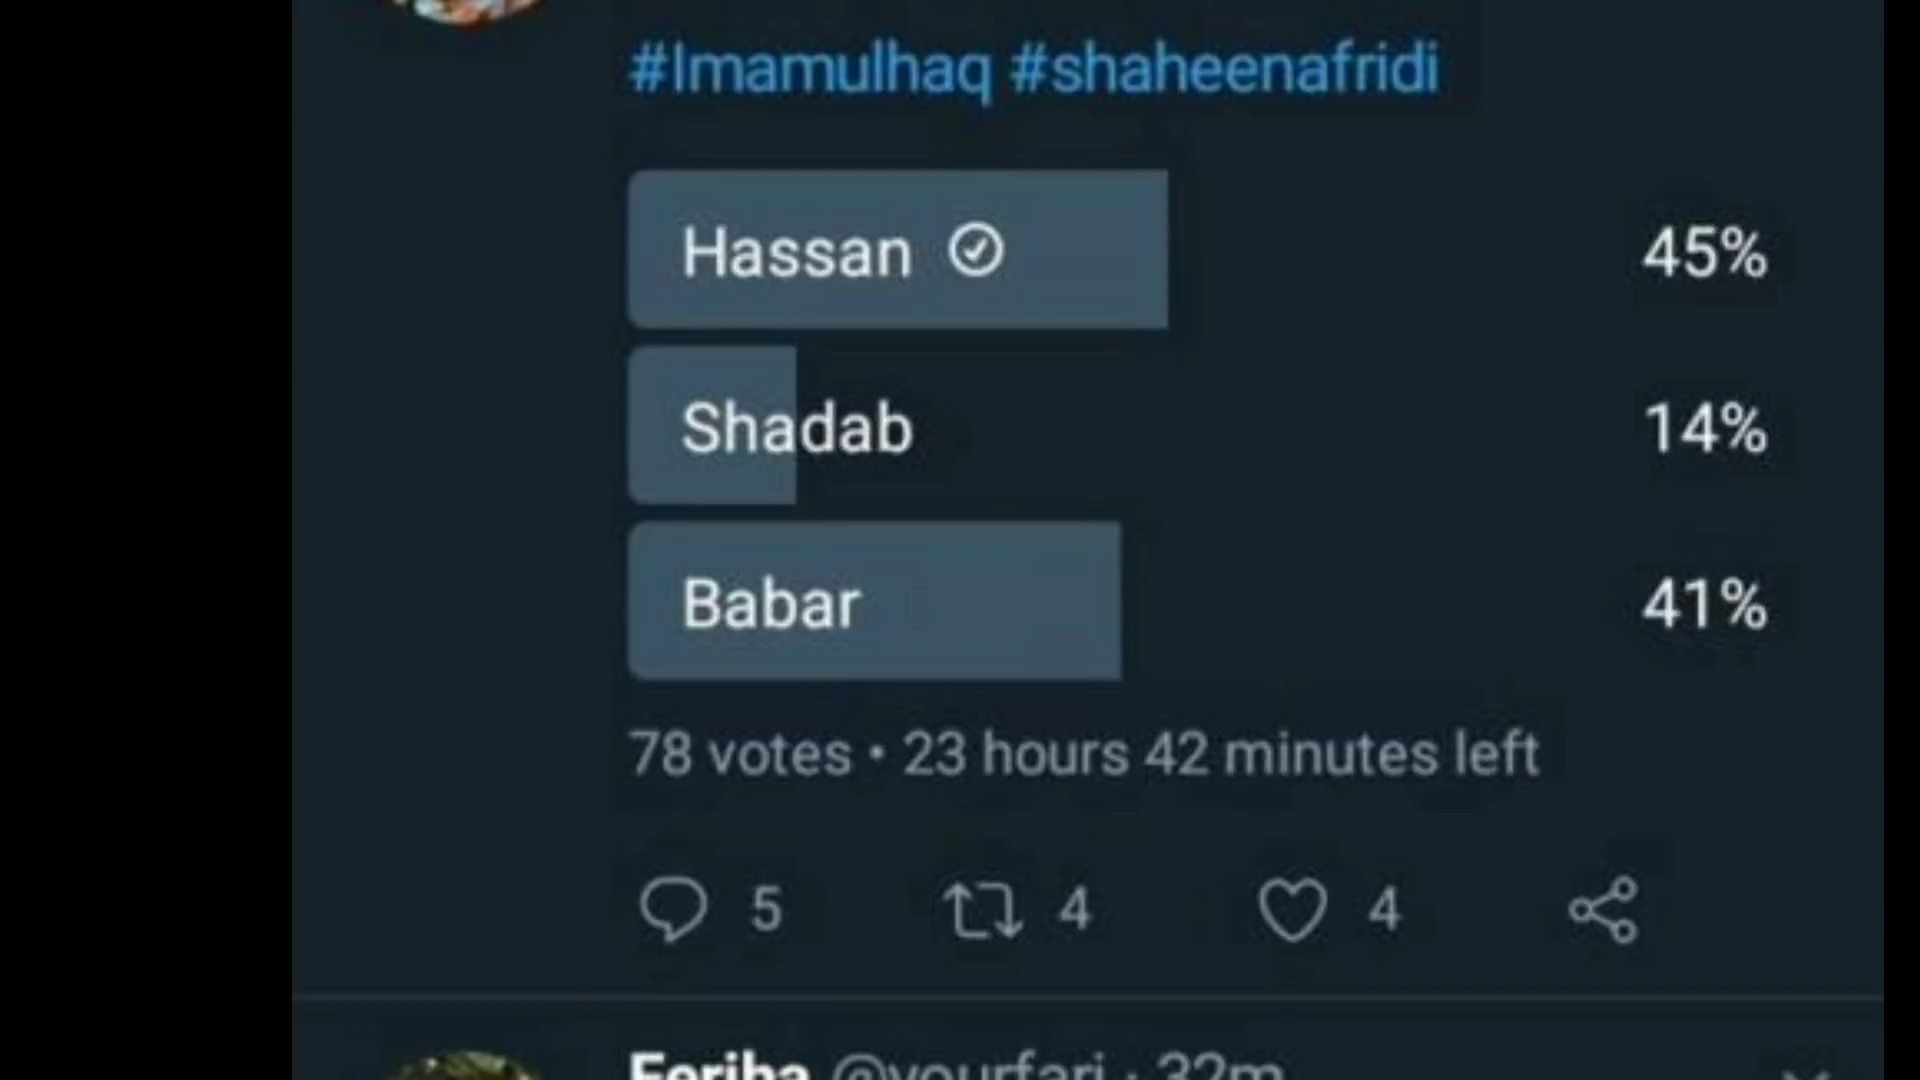 #Imamulhaq #shaheenafridi
Hassan 45%
Shadab 14%
Babar 41%
78 votes • 23 hours 42 minutes left
5 4 4
Feriha @yourfari · 32m